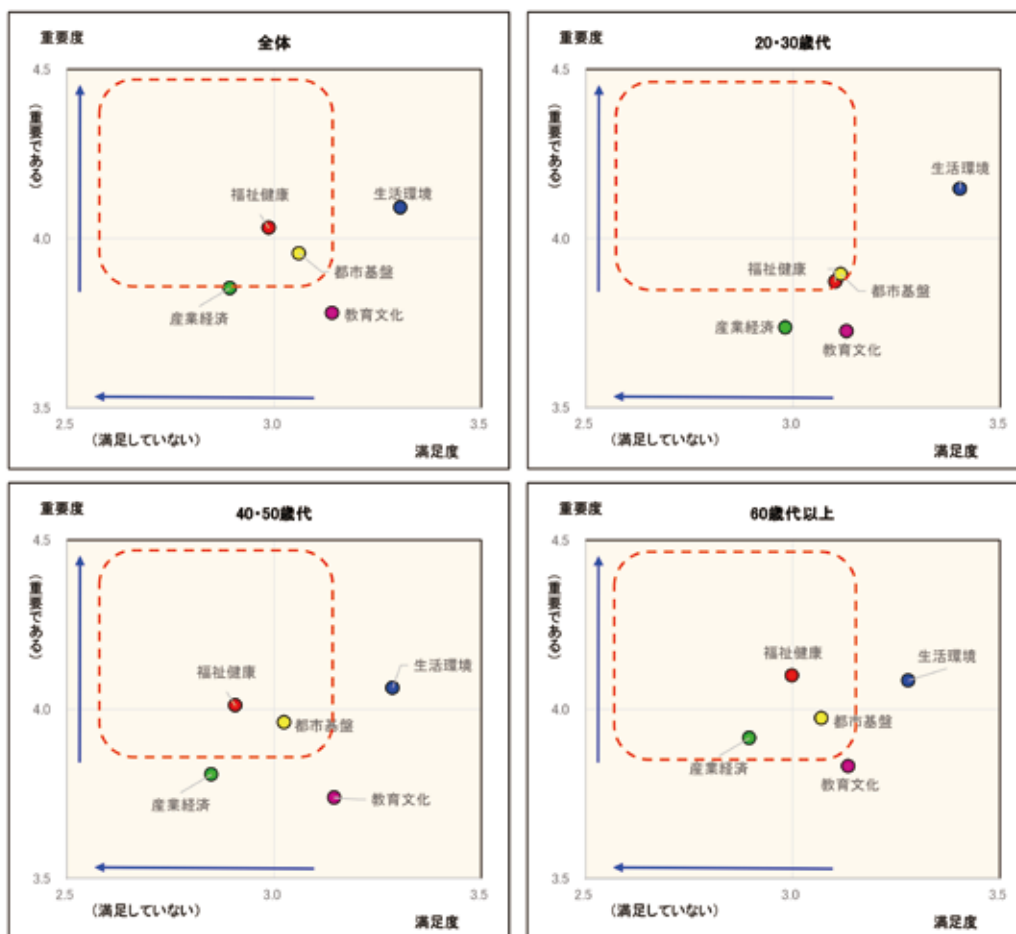 重要度
全体
4.5
(重要である)
福祉健康
生活環境
4.0
都市基盤
産業経済
教育文化
3.5
2.5
3.0
3.5
(満足していない)
満足度
重要度
20・30歳代
4.5
(重要である)
生活環境
4.0
福祉健康
都市基盤
産業経済
教育文化
3.5
2.5
3.0
3.5
(満足していない)
満足度
重要度
40・50歳代
4.5
(重要である)
福祉健康
生活環境
4.0
都市基盤
産業経済
教育文化
3.5
2.5
3.0
3.5
(満足していない)
満足度
重要度
60歳代以上
4.5
(重要である)
福祉健康
生活環境
4.0
都市基盤
産業経済
教育文化
3.5
2.5
3.0
3.5
(満足していない)
満足度